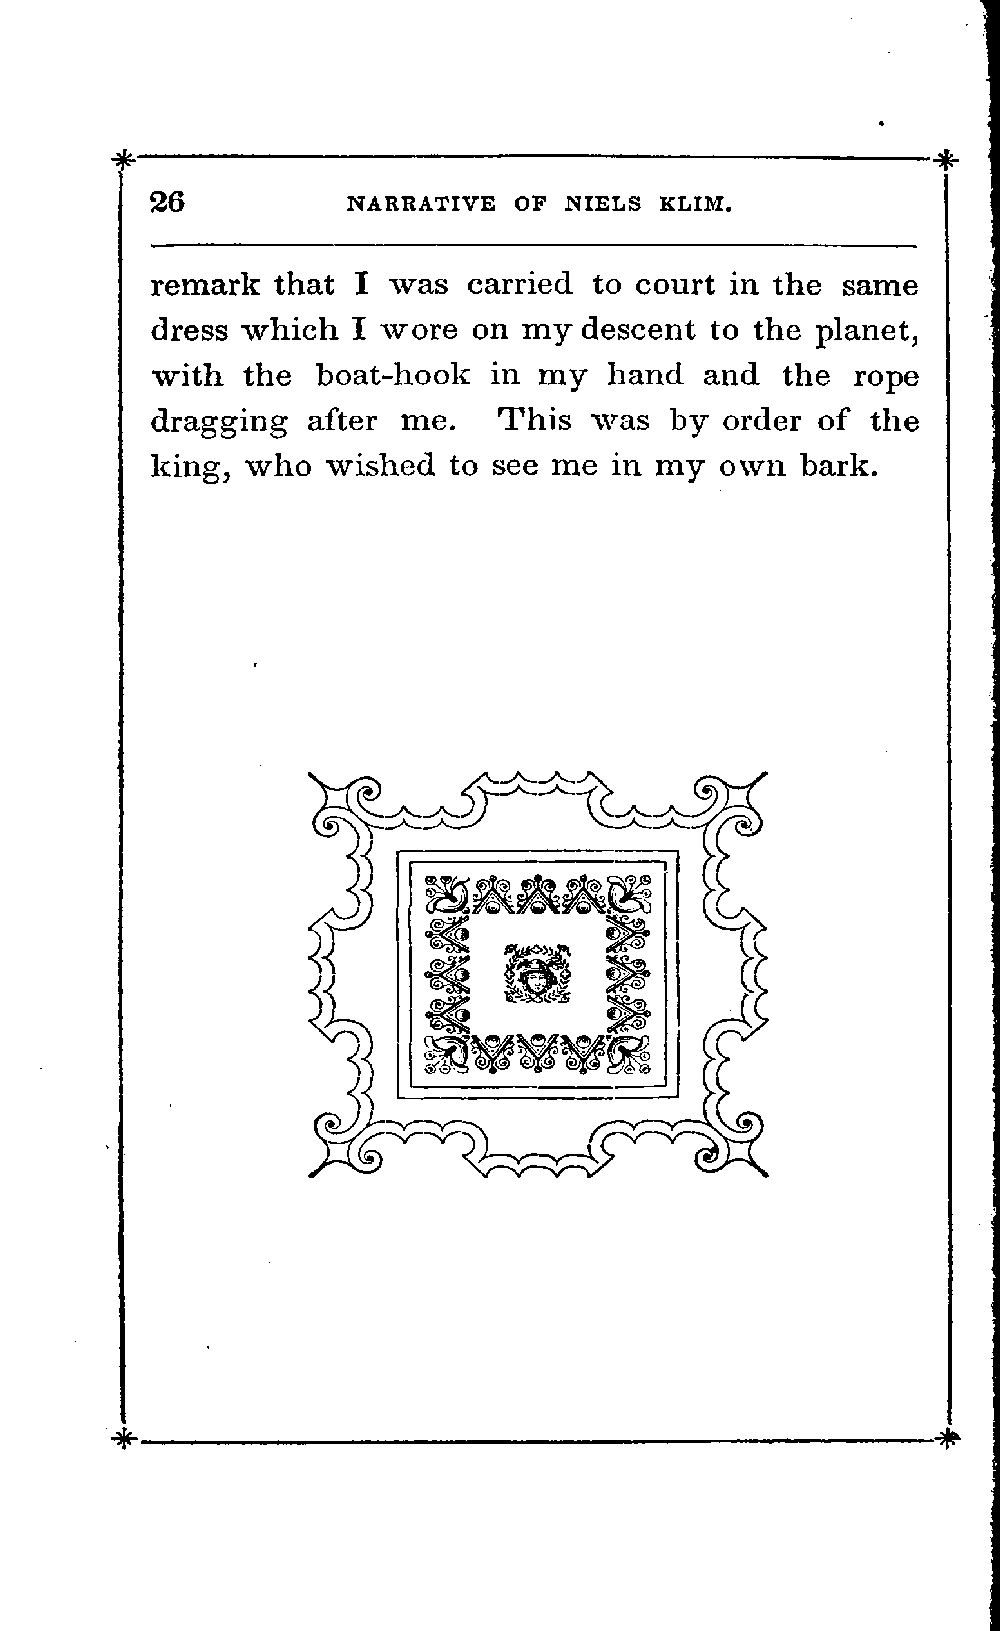 26 NARRATIVE OF NIELS KLIM.
remark that I was carried to court in the same
dress which I wore on my descent to the planet,
with the boat-hook in my hand and the rope
dragging after me. This was by order of the
king, who wished to see me in my own bark.